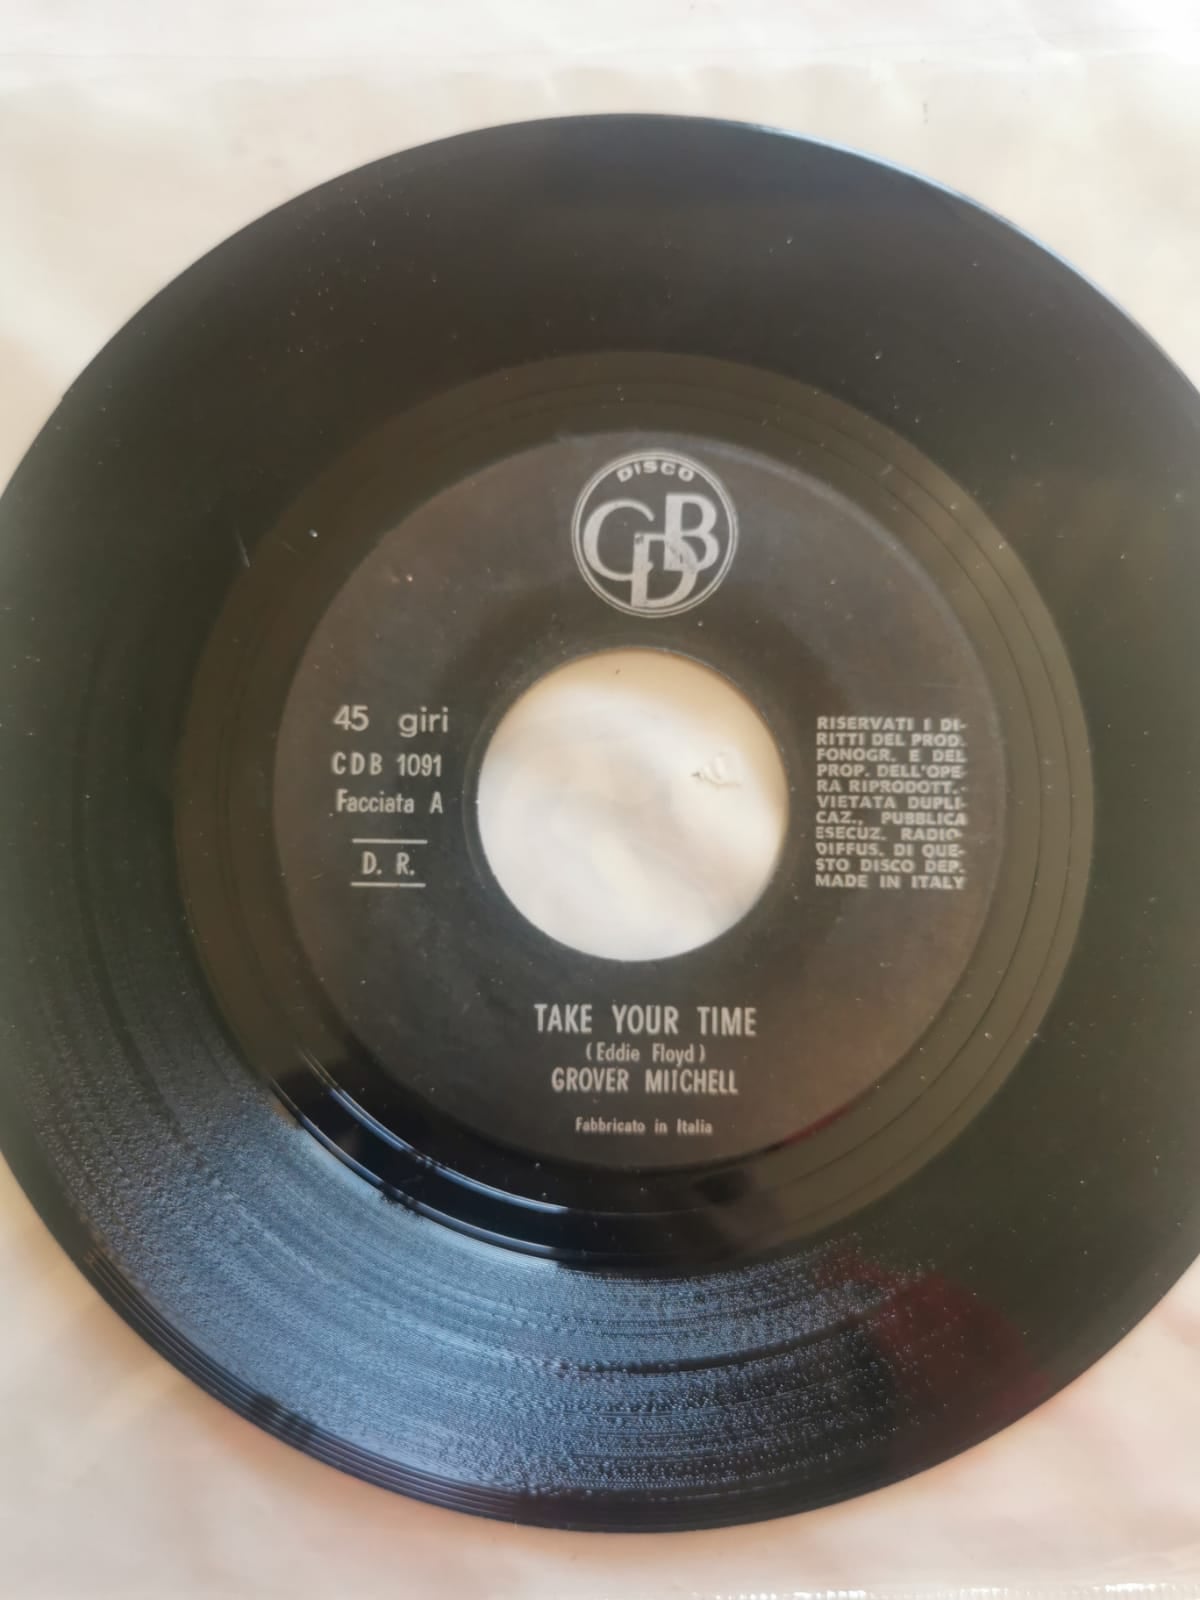 DISCO
CDB
45 giri
CDB 1091
Facciata A
D. R.
RISERVATI I DI-
RITTI DEL PROD.
FONOGR. E DEL
PROP. DELL'OPE-
RA RIPRODOTT.-
VIETATA DUPLI-
CAZ., PUBBLICA
ESECUZ. RADIO-
DIFFUS. DI QUE-
STO DISCO DEP.
MADE IN ITALY
TAKE YOUR TIME
(Eddie Floyd)
GROVER MITCHELL
Fabbricato in Italia